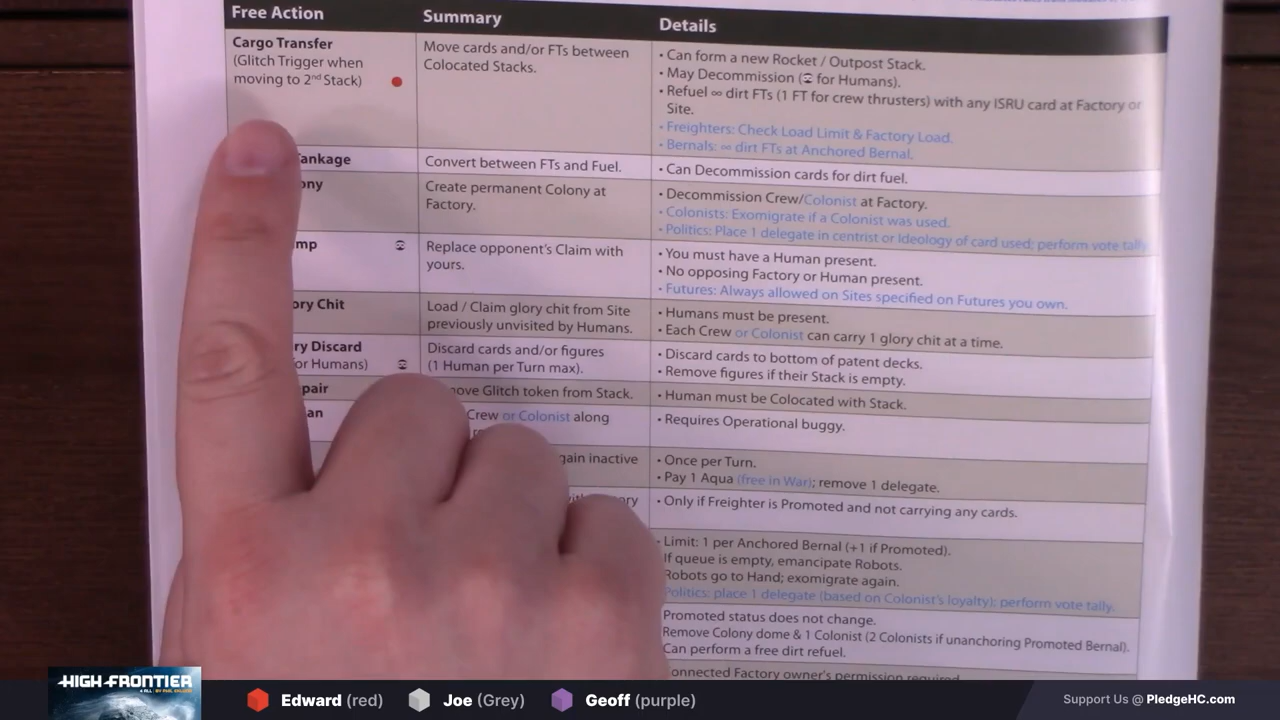 Free Action Summary Details
Cargo Transfer
(Glitch Trigger when
moving to 2nd Stack)
Move cards and/or FTs between
Colocated Stacks.
• Can form a new Rocket / Outpost Stack.
• May Decommission ( for Humans).
• Refuel ∞ dirt FTs (1 FT for crew thrusters) with any ISRU card at Factory or
Site.
• Freighters: Check Load Limit & Factory Load.
• Bernals: ∞ dirt FTs at Anchored Bernal.
Tankage
Convert between FTs and Fuel.
• Can Decommission cards for dirt fuel.
ony
Create permanent Colony at
Factory.
• Decommission Crew/Colonist at Factory.
• Colonists: Exomigrate if a Colonist was used.
• Politics: Place 1 delegate in centrist or Ideology of card used; perform vote tally.
mp
Replace opponent's Claim with
yours.
• You must have a Human present.
• No opposing Factory or Human present.
• Futures: Always allowed on Sites specified on Futures you own.
ory Chit
Load / Claim glory chit from Site
previously unvisited by Humans.
• Humans must be present.
• Each Crew or Colonist can carry 1 glory chit at a time.
ry Discard
for Humans)
Discard cards and/or figures
(1 Human per Turn max).
• Discard cards to bottom of patent decks.
• Remove figures if their Stack is empty.
pair
move Glitch token from Stack.
• Human must be Colocated with Stack.
an
Crew or Colonist along
• Requires Operational buggy.
gain inactive
• Once per Turn.
• Pay 1 Aqua (free in War); remove 1 delegate.
• Only if Freighter is Promoted and not carrying any cards.
• Limit: 1 per Anchored Bernal (+1 if Promoted).
If queue is empty, emancipate Robots.
Robots go to Hand; exomigrate again.
Politics: place 1 delegate (based on Colonist's loyalty); perform vote tally.
Promoted status does not change.
Remove Colony dome & 1 Colonist (2 Colonists if unanchoring Promoted Bernal).
Can perform a free dirt refuel.
onnected Factory owner's permission required
HIGH FRONTIER
4 ALL
Edward (red) Joe (Grey) Geoff (purple) Support Us @ PledgeHC.com